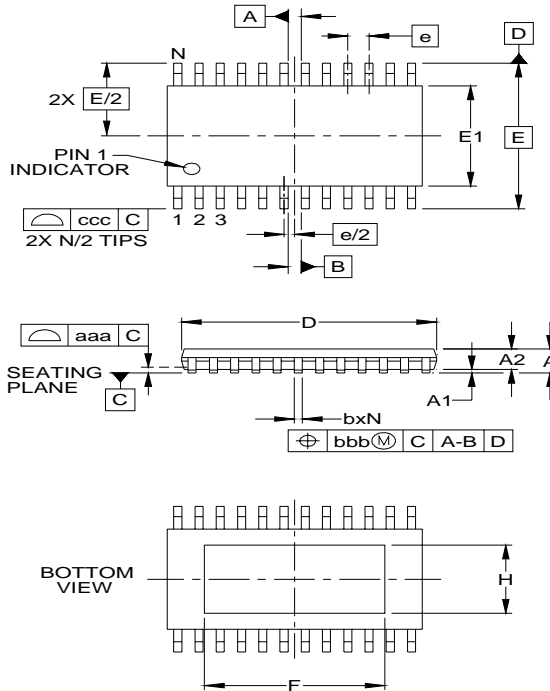 A
e
D
N
2X E/2
E1
E
PIN 1
INDICATOR
ccc C
1 2 3
2X N/2 TIPS
e/2
B
D
aaa C
A2
A
SEATING
PLANE
C
A1
bxN
bbb Ⓜ C A-B D
BOTTOM
VIEW
H
F